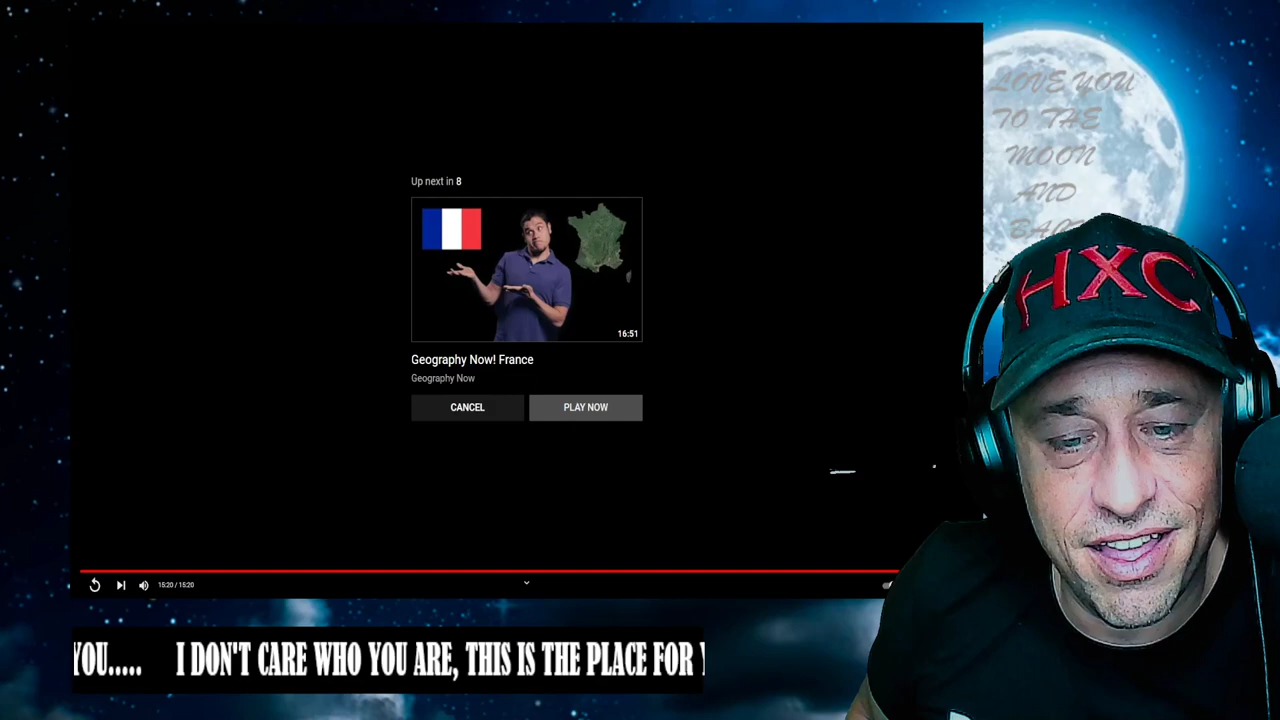 LOVE YOU
TO THE
MOON
AND
HXC
Up next in 8
16:51
Geography Now! France
Geography Now
CANCEL
PLAY NOW
15:20 / 15:20
YOU..... I DON'T CARE WHO YOU ARE, THIS IS THE PLACE FOR